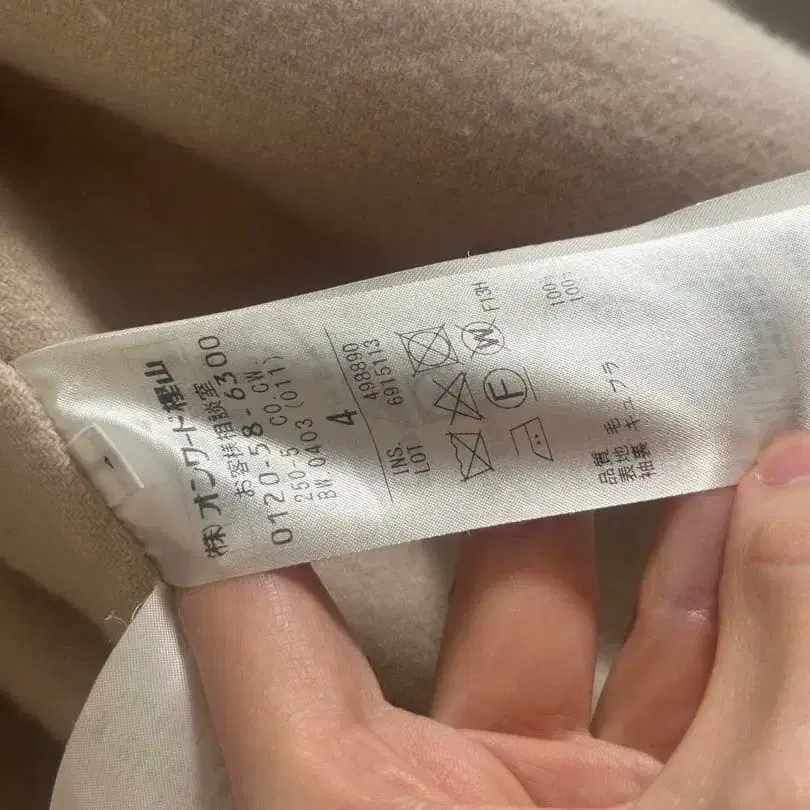 (株)オンワード樫山
お客様相談室
0120-58-6300
250-5 CO CW
BW 0403 (011)
4
INS. 498890
LOT 6915113
W F13H
F
品質
表地 毛 100%
袖裏 キュプラ 100%